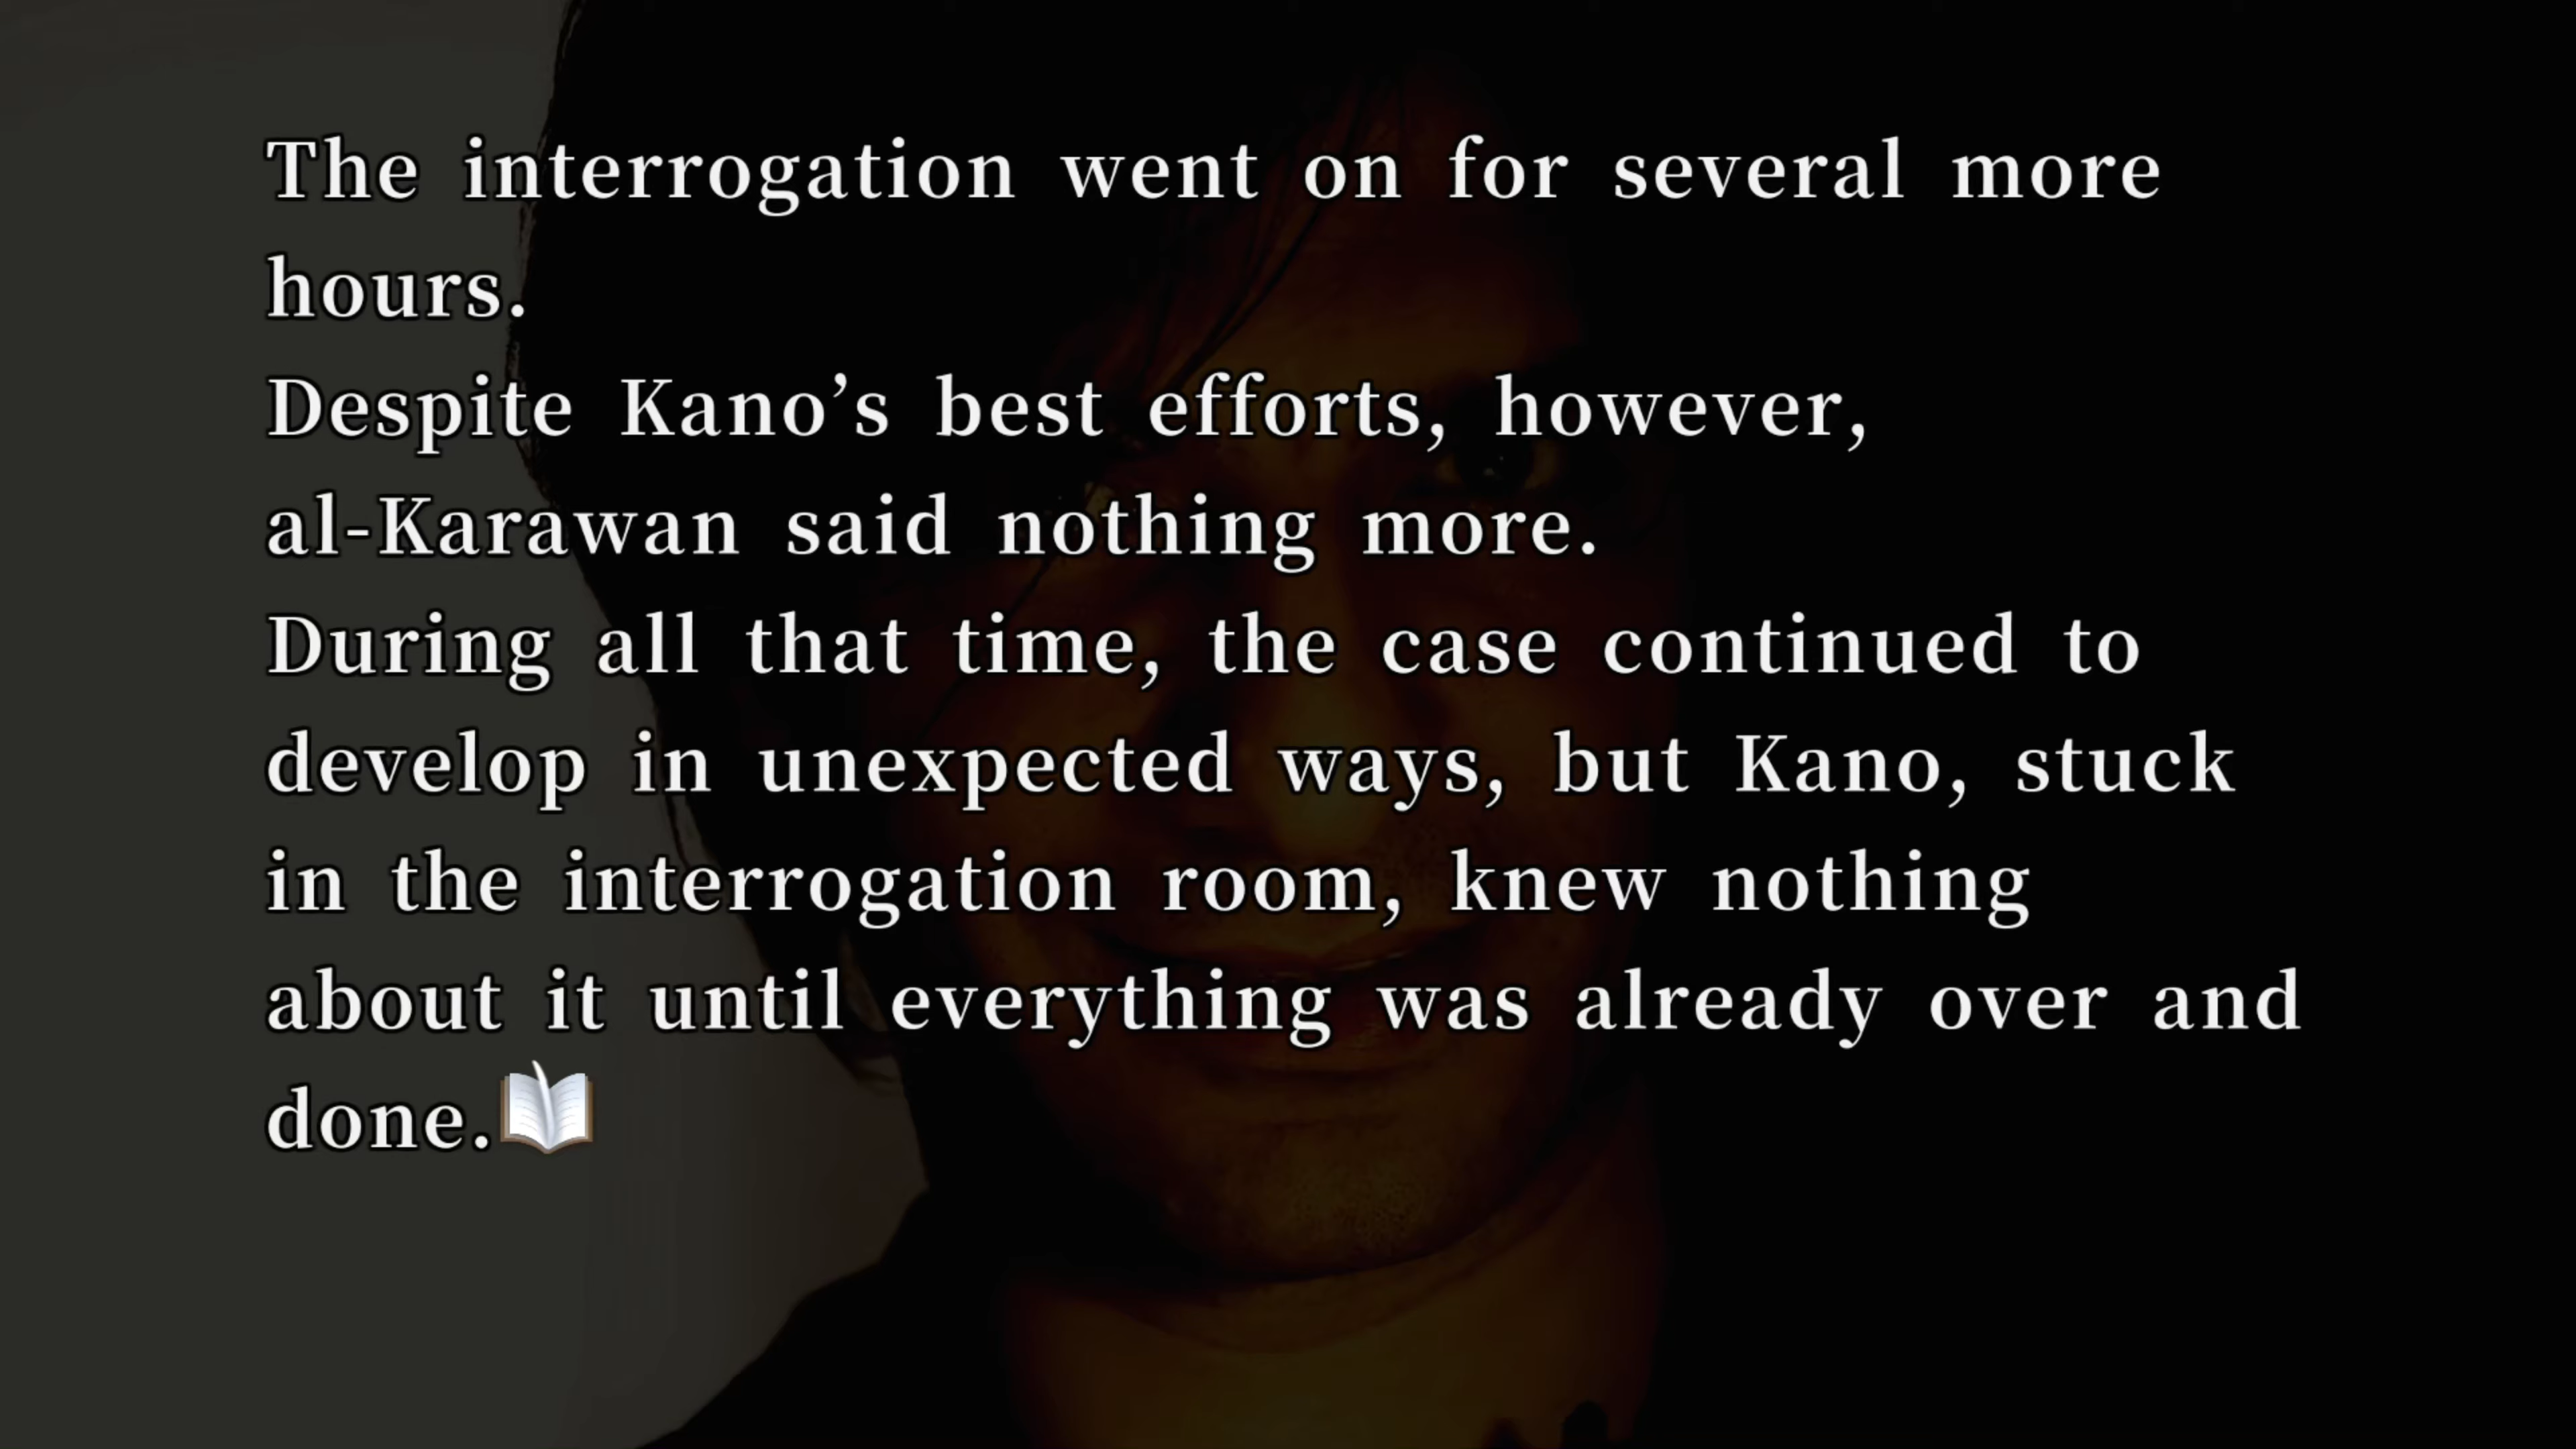 The interrogation went on for several more
hours.
Despite Kano’s best efforts, however,
al-Karawan said nothing more.
During all that time, the case continued to
develop in unexpected ways, but Kano, stuck
in the interrogation room, knew nothing
about it until everything was already over and
done.